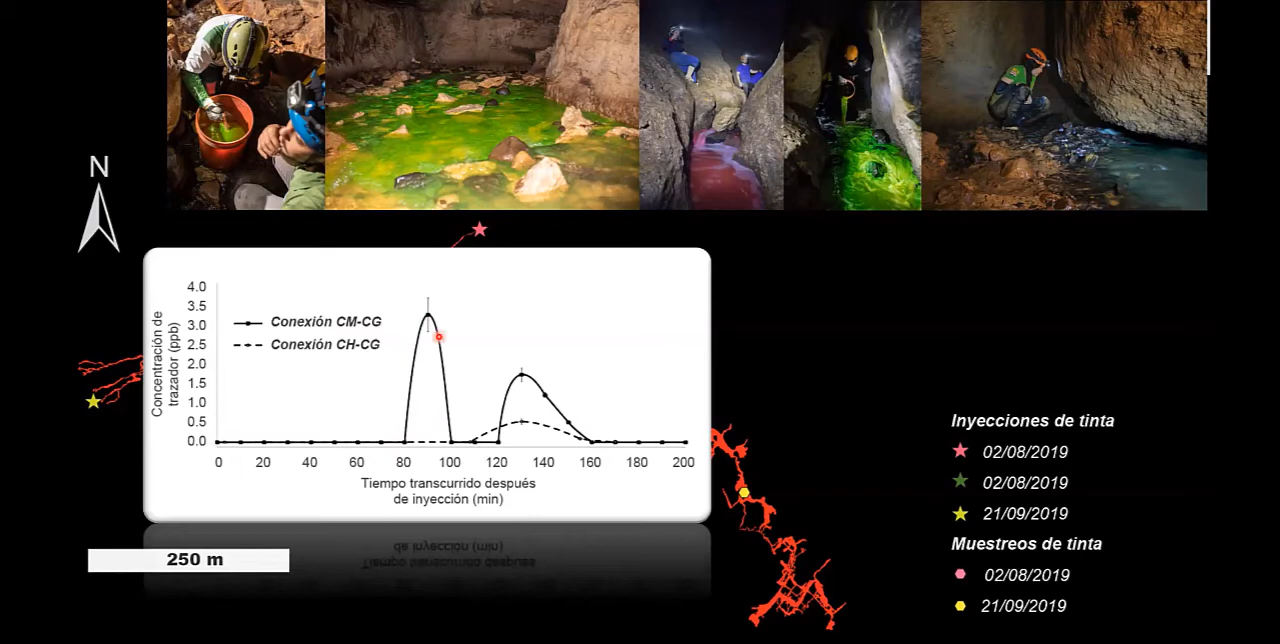 N
4.0
3.5
3.0
2.5
2.0
1.5
1.0
0.5
0.0
Concentración de
trazador (ppb)
Conexión CM-CG
Conexión CH-CG
0 20 40 60 80 100 120 140 160 180 200
Tiempo transcurrido después
de inyección (min)
250 m
Inyecciones de tinta
02/08/2019
02/08/2019
21/09/2019
Muestreos de tinta
02/08/2019
21/09/2019